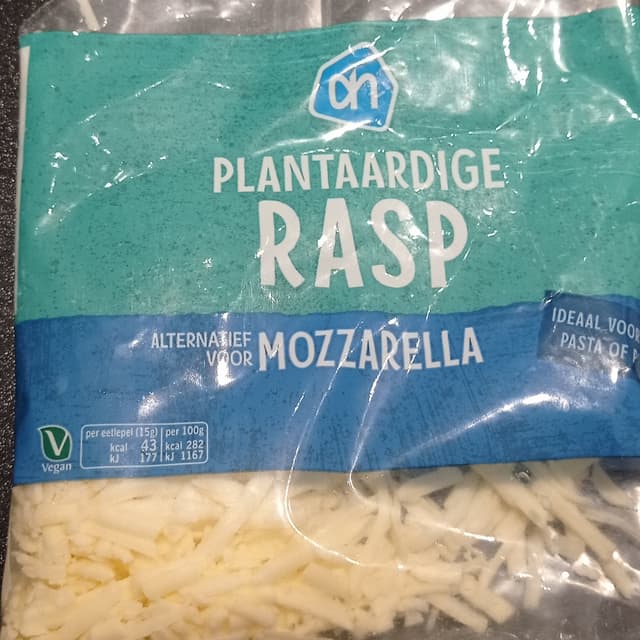 ah
PLANTAARDIGE
RASP
ALTERNATIEF
VOOR MOZZARELLA
IDEAAL VOOR
PASTA OF
V
Vegan
per eetlepel (15g) per 100g
kcal 43 kcal 282
kJ 177 kJ 1167